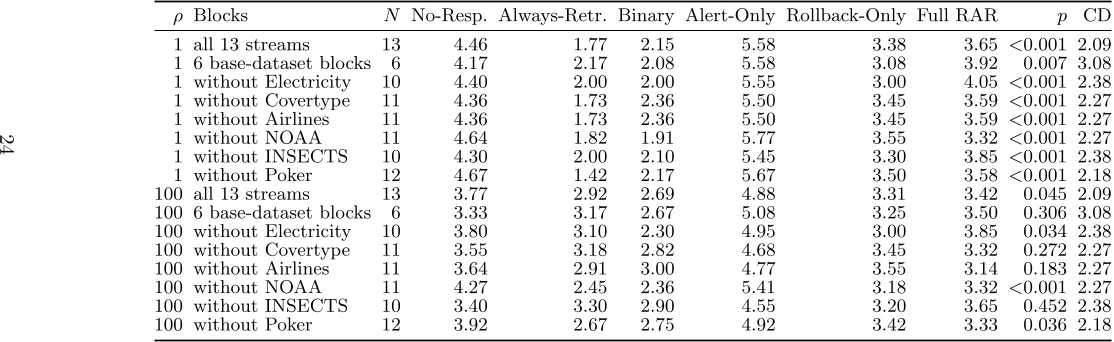 ρ Blocks N No-Resp. Always-Retr. Binary Alert-Only Rollback-Only Full RAR p CD
1 all 13 streams 13 4.46 1.77 2.15 5.58 3.38 3.65 <0.001 2.09
1 6 base-dataset blocks 6 4.17 2.17 2.08 5.58 3.08 3.92 0.007 3.08
1 without Electricity 10 4.40 2.00 2.00 5.55 3.00 4.05 <0.001 2.38
1 without Covertype 11 4.36 1.73 2.36 5.50 3.45 3.59 <0.001 2.27
1 without Airlines 11 4.36 1.73 2.36 5.50 3.45 3.59 <0.001 2.27
1 without NOAA 11 4.64 1.82 1.91 5.77 3.55 3.32 <0.001 2.27
1 without INSECTS 10 4.30 2.00 2.10 5.45 3.30 3.85 <0.001 2.38
1 without Poker 12 4.67 1.42 2.17 5.67 3.50 3.58 <0.001 2.18
100 all 13 streams 13 3.77 2.92 2.69 4.88 3.31 3.42 0.045 2.09
100 6 base-dataset blocks 6 3.33 3.17 2.67 5.08 3.25 3.50 0.306 3.08
100 without Electricity 10 3.80 3.10 2.30 4.95 3.00 3.85 0.034 2.38
100 without Covertype 11 3.55 3.18 2.82 4.68 3.45 3.32 0.272 2.27
100 without Airlines 11 3.64 2.91 3.00 4.77 3.55 3.14 0.183 2.27
100 without NOAA 11 4.27 2.45 2.36 5.41 3.18 3.32 <0.001 2.27
100 without INSECTS 10 3.40 3.30 2.90 4.55 3.20 3.65 0.452 2.38
100 without Poker 12 3.92 2.67 2.75 4.92 3.42 3.33 0.036 2.18
24